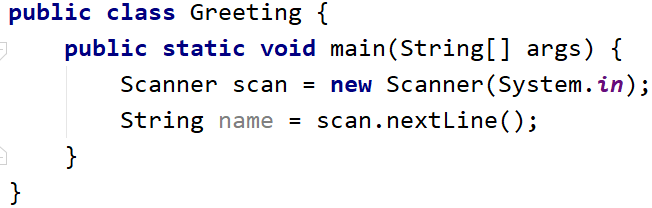 public class Greeting {
    public static void main(String[] args) {
        Scanner scan = new Scanner(System.in);
        String name = scan.nextLine();
    }
}